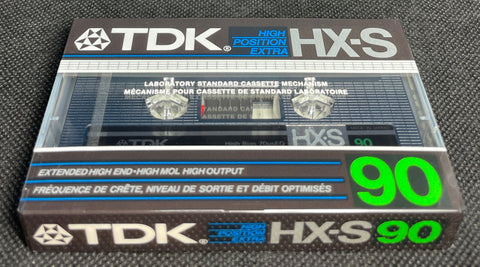 TDK® HIGH POSITION EXTRA HX-S
LABORATORY STANDARD CASSETTE MECHANISM
MÉCANISME POUR CASSETTE DE STANDARD LABORATOIRE
HX-S 90
EXTENDED HIGH END•HIGH MOL HIGH OUTPUT
FRÉQUENCE DE CRÊTE, NIVEAU DE SORTIE ET DÉBIT OPTIMISÉS
90
TDK® HIGH POSITION EXTRA HX-S 90